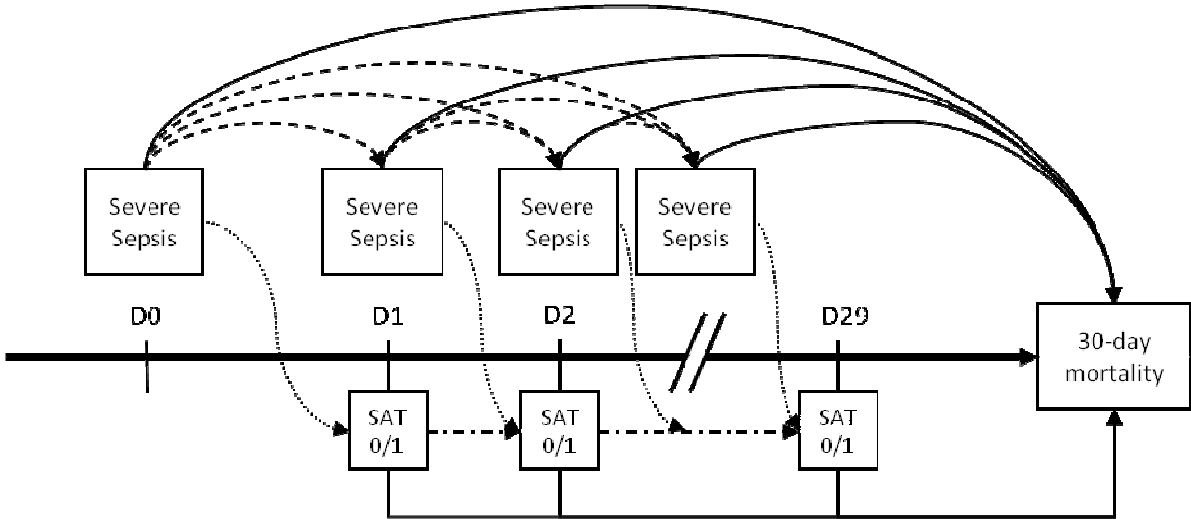 Severe
Sepsis
Severe
Sepsis
Severe
Sepsis
Severe
Sepsis
D0
D1
D2
D29
30-day
mortality
SAT
0/1
SAT
0/1
SAT
0/1